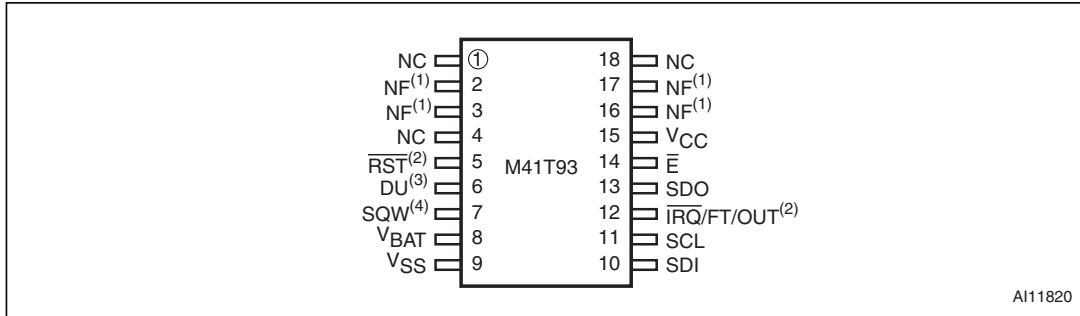 NC ① 18 NC
NF(1) 2 17 NF(1)
NF(1) 3 16 NF(1)
NC 4 15 VCC
R̅S̅T̅(2) 5 M41T93 14 E̅
DU(3) 6 13 SDO
SQW(4) 7 12 I̅R̅Q̅/FT/OUT(2)
VBAT 8 11 SCL
VSS 9 10 SDI
AI11820